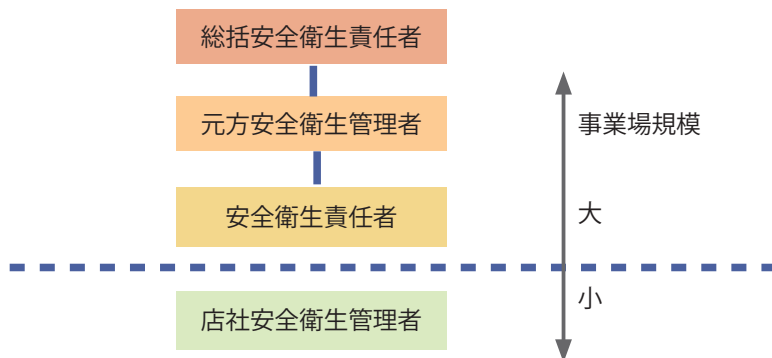 総括安全衛生責任者
元方安全衛生管理者
事業場規模
安全衛生責任者
大
小
店社安全衛生管理者